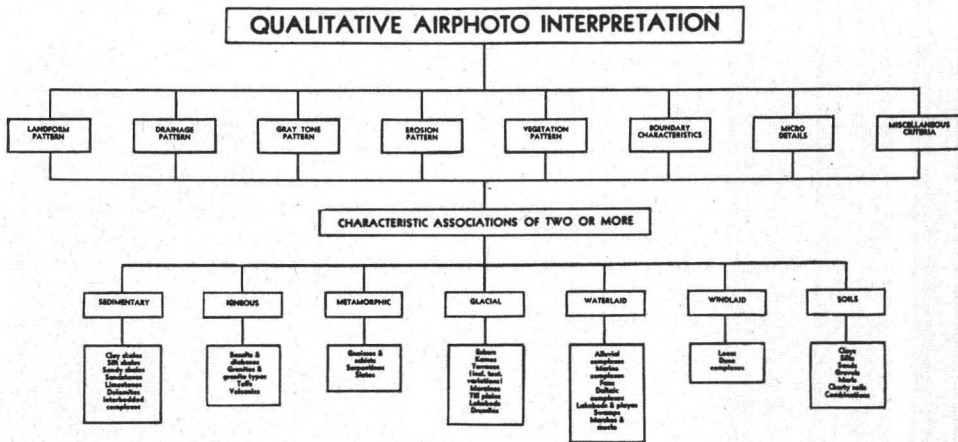 QUALITATIVE AIRPHOTO INTERPRETATION
LANDFORM
PATTERN
DRAINAGE
PATTERN
GRAY TONE
PATTERN
EROSION
PATTERN
VEGETATION
PATTERN
BOUNDARY
CHARACTERISTICS
MICRO
DETAILS
MISCELLANEOUS
CRITERIA
CHARACTERISTIC ASSOCIATIONS OF TWO OR MORE
SEDIMENTARY
IGNEOUS
METAMORPHIC
GLACIAL
WATERLAID
WINDLAID
SOILS
Clay shales
Silt shales
Sandy shales
Sandstones
Limestones
Dolomites
Interbedded
complexes
Basalts &
diabases
Granites &
granite types
Tuffs
Volcanics
Gneisses &
schists
Serpentines
Slates
Eskers
Kames
Terraces
variations)
Moraines
Till plains
Lakebeds
Drumlins
Alluvial
complexes
Marine
complexes
Fans
Deltaic
complexes
Lakebeds & playas
Swamps
Marshes &
mucks
Loess
Dune
complexes
Clays
Silts
Sands
Gravels
Marls
Cherty soils
Combinations